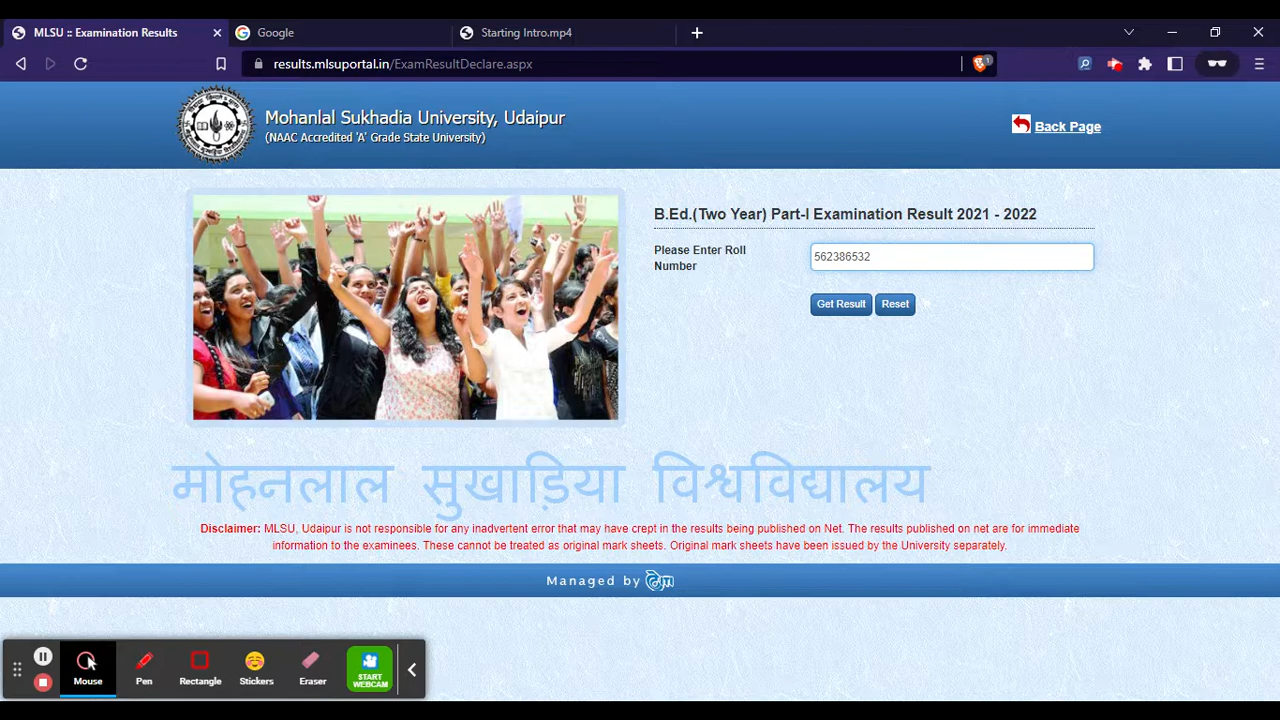 MLSU :: Examination Results
Google
Starting Intro.mp4
results.mlsuportal.in/ExamResultDeclare.aspx
1
Mohanlal Sukhadia University, Udaipur
(NAAC Accredited 'A' Grade State University)
Back Page
B.Ed.(Two Year) Part-I Examination Result 2021 - 2022
Please Enter Roll
Number
562386532
Get Result
Reset
मोहनलाल सुखाड़िया विश्वविद्यालय
Disclaimer: MLSU, Udaipur is not responsible for any inadvertent error that may have crept in the results being published on Net. The results published on net are for immediate
information to the examinees. These cannot be treated as original mark sheets. Original mark sheets have been issued by the University separately.
Managed by
Mouse
Pen
Rectangle
Stickers
Eraser
START
WEBCAM